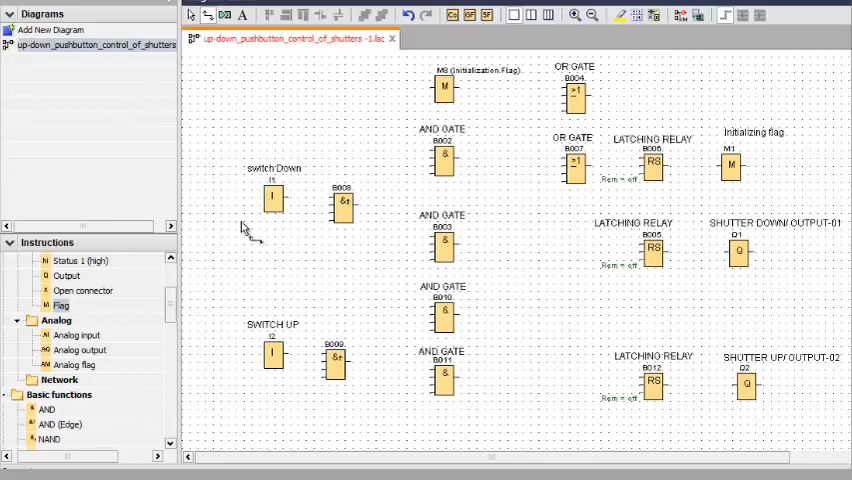 Diagrams
Add New Diagram
up-down_pushbutton_control_of_shutters
Instructions
Status 1 (high)
Output
Open connector
Flag
Analog
Analog input
Analog output
Analog flag
Network
Basic functions
AND
AND (Edge)
NAND
A
Co
GF
SF
up-down_pushbutton_control_of_shutters -1.lsc
M8 (Initialization Flag)
M
OR GATE
B004
≥1
AND GATE
B002
&
OR GATE
B007
≥1
LATCHING RELAY
B006
RS
Rem = off
Initializing flag
M1
M
switch Down
I1
I
B008
&↑
AND GATE
B003
&
LATCHING RELAY
B005
RS
Rem = off
SHUTTER DOWN/ OUTPUT-01
Q1
Q
AND GATE
B010
&
SWITCH UP
I2
I
B009
&↑
AND GATE
B011
&
LATCHING RELAY
B012
RS
Rem = off
SHUTTER UP/ OUTPUT-02
Q2
Q